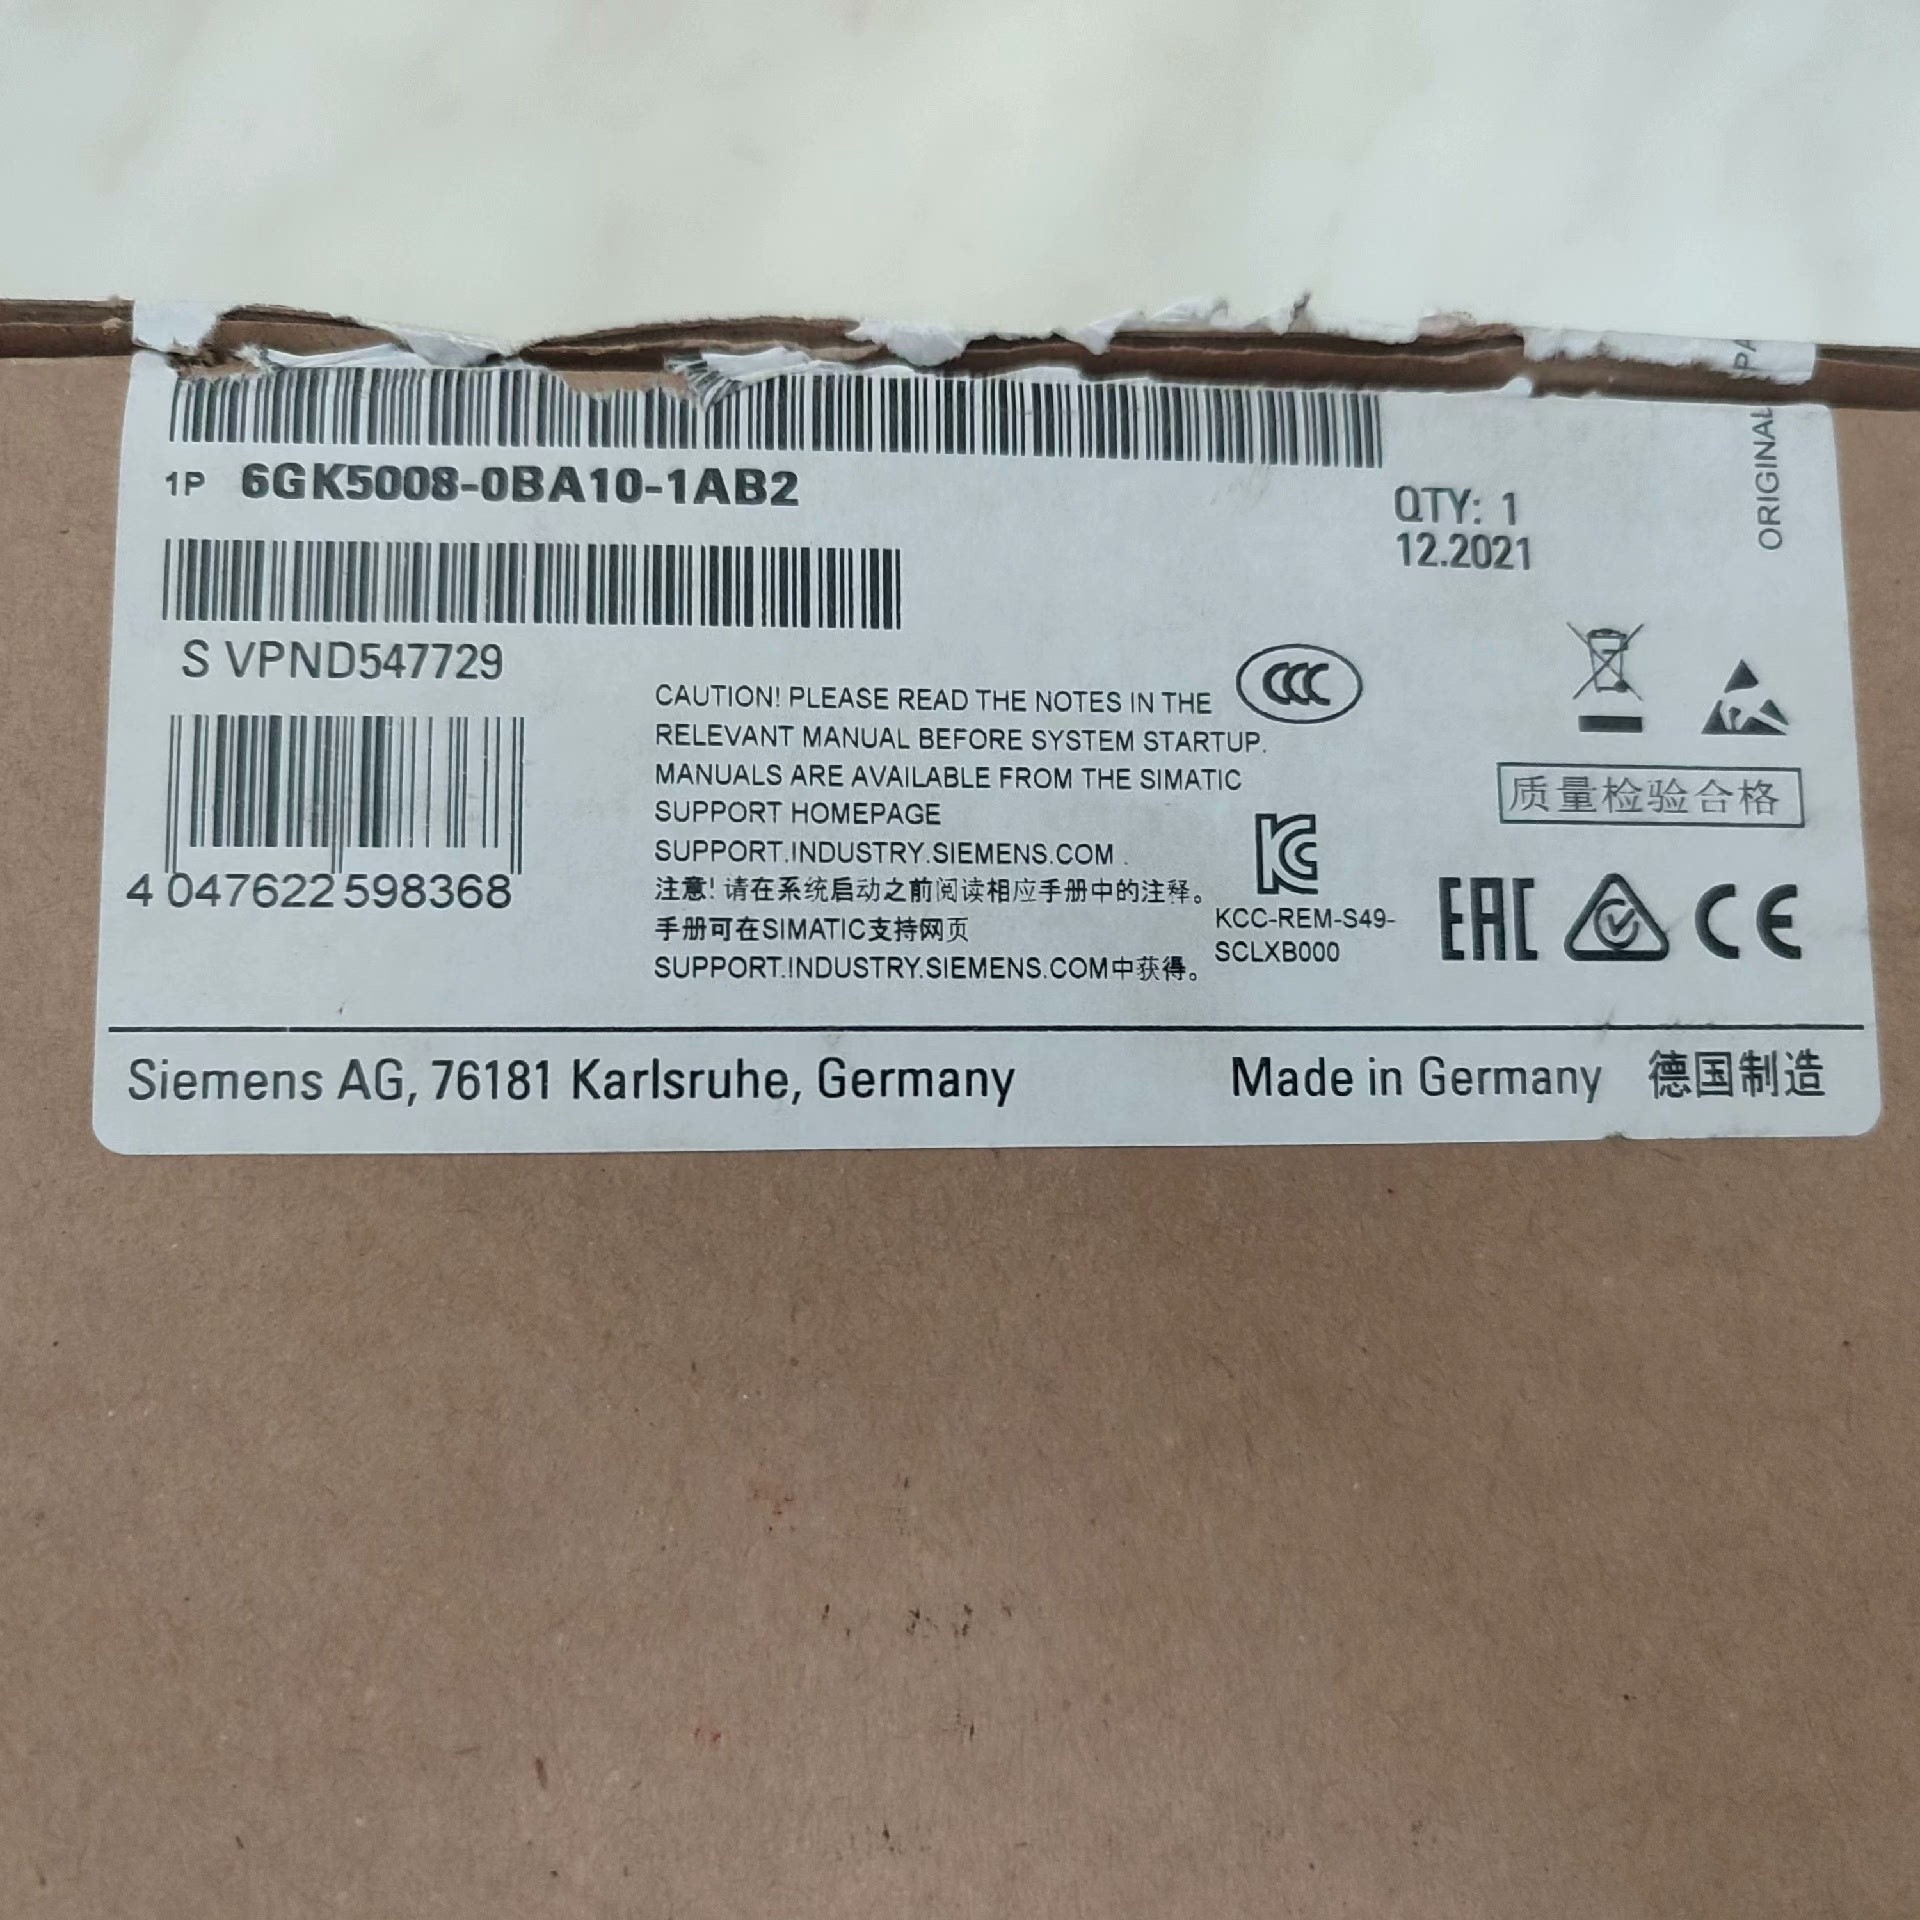 1P 6GK5008-0BA10-1AB2
QTY: 1
12.2021
ORIGINAL
S VPND547729
CAUTION! PLEASE READ THE NOTES IN THE
RELEVANT MANUAL BEFORE SYSTEM STARTUP.
MANUALS ARE AVAILABLE FROM THE SIMATIC
SUPPORT HOMEPAGE
SUPPORT.INDUSTRY.SIEMENS.COM .
注意! 请在系统启动之前阅读相应手册中的注释。
手册可在SIMATIC支持网页
SUPPORT.INDUSTRY.SIEMENS.COM中获得。
CCC
质量检验合格
4 047622 598368
KCC-REM-S49-
SCLXB000
EAC
CE
Siemens AG, 76181 Karlsruhe, Germany
Made in Germany 德国制造